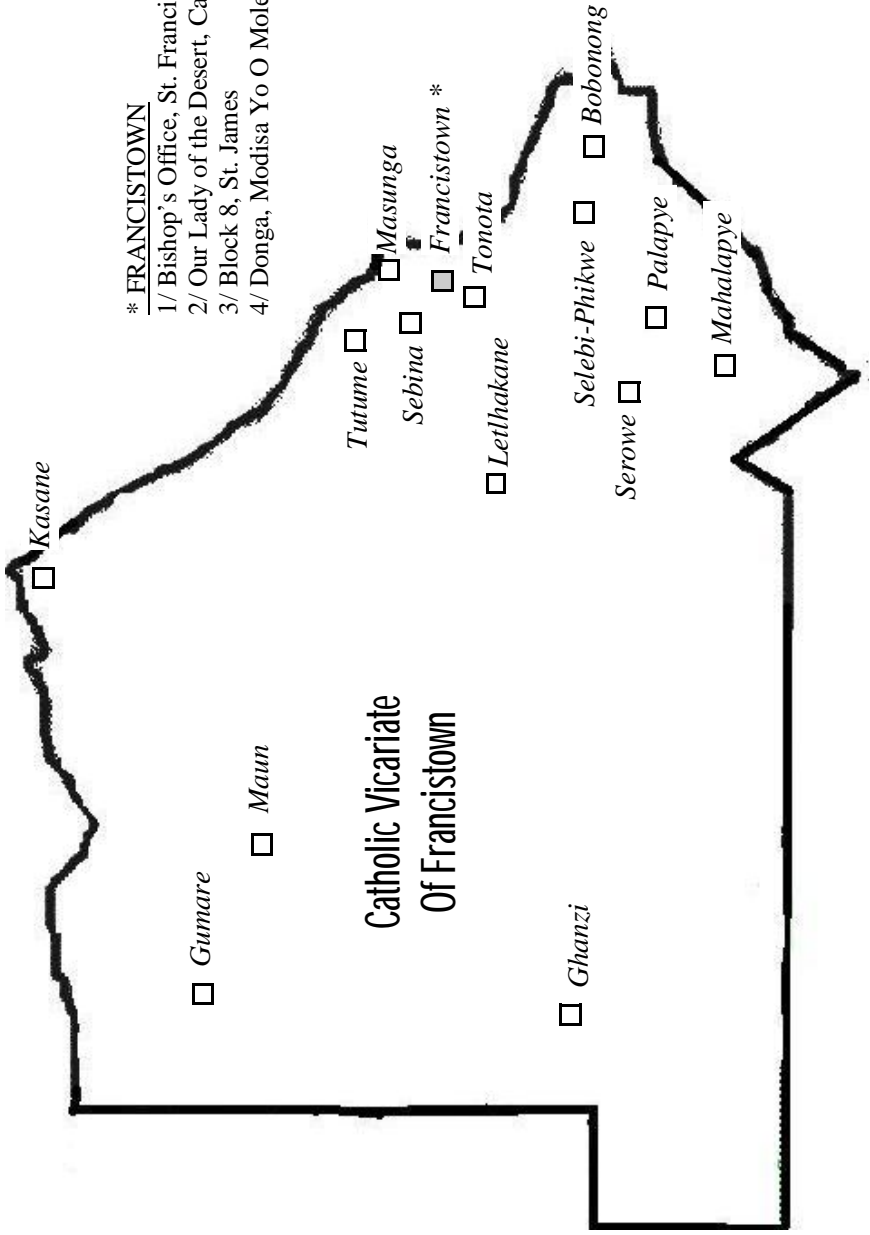 * FRANCISTOWN
1/ Bishop's Office, St. Franci
2/ Our Lady of the Desert, Ca
3/ Block 8, St. James
4/ Donga, Modisa Yo O Mole
Kasane
Gumare
Maun
Catholic Vicariate
Of Francistown
Ghanzi
Tutume
Masunga
Sebina
Francistown *
Tonota
Letlhakane
Selebi-Phikwe
Bobonong
Serowe
Palapye
Mahalapye